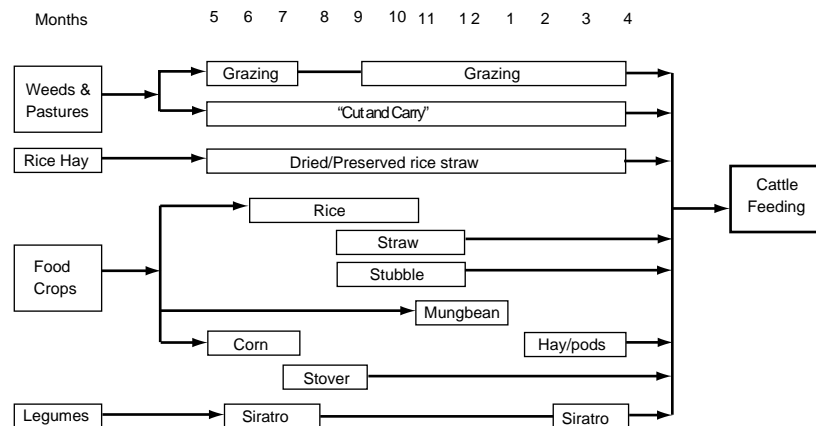 Months 5 6 7 8 9 10 11 12 1 2 3 4
Grazing Grazing
Weeds &
Pastures
"Cut and Carry"
Rice Hay Dried/Preserved rice straw
Cattle
Feeding
Rice
Straw
Food
Crops
Stubble
Mungbean
Corn Hay/pods
Stover
Legumes Siratro Siratro